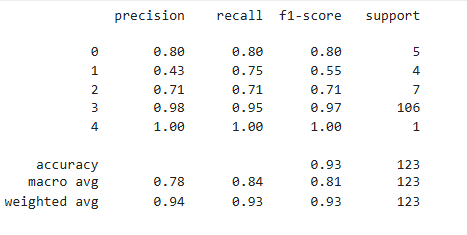 precision recall f1-score support
0 0.80 0.80 0.80 5
1 0.43 0.75 0.55 4
2 0.71 0.71 0.71 7
3 0.98 0.95 0.97 106
4 1.00 1.00 1.00 1
accuracy 0.93 123
macro avg 0.78 0.84 0.81 123
weighted avg 0.94 0.93 0.93 123